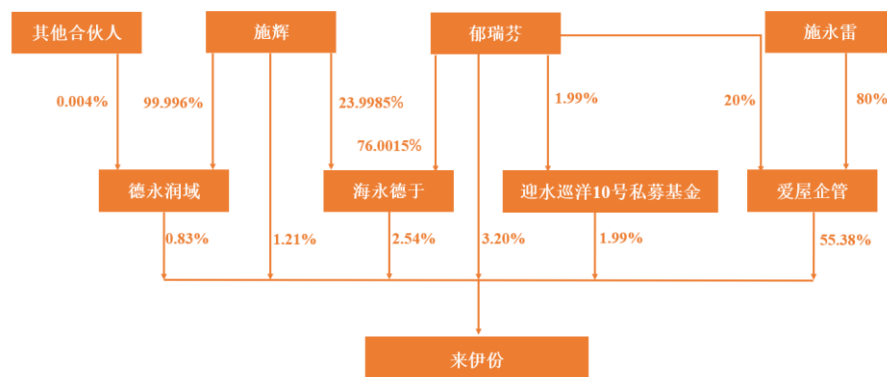 其他合伙人
施辉
郁瑞芬
施永雷
0.004%
99.996%
23.9985%
1.99%
20%
80%
76.0015%
德永润域
海永德于
迎水巡洋10号私募基金
爱屋企管
0.83%
1.21%
2.54%
3.20%
1.99%
55.38%
来伊份